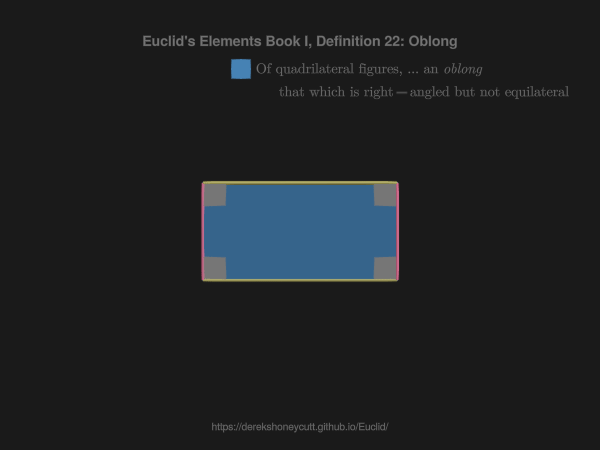 Euclid's Elements Book I, Definition 22: Oblong
Of quadrilateral figures, ... an oblong
that which is right-angled but not equilateral
https://derekshoneycutt.github.io/Euclid/